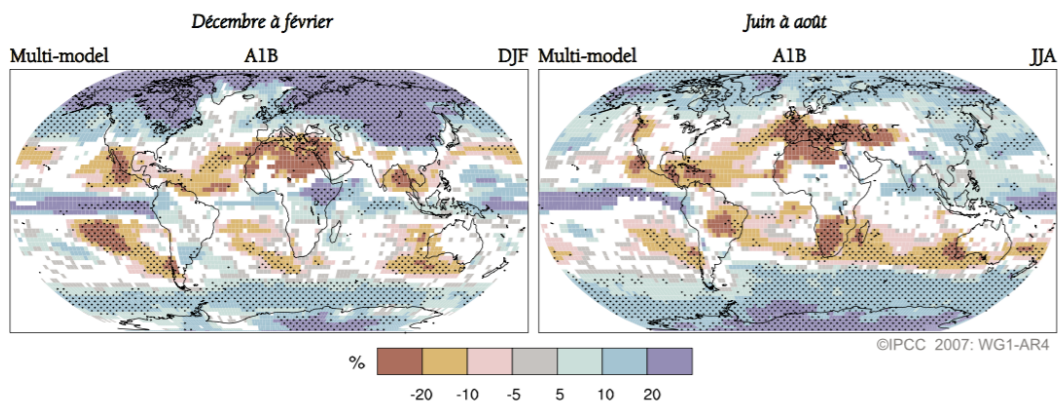 Décembre à février
Juin à août
Multi-model A1B DJF
Multi-model A1B JJA
©IPCC 2007: WG1-AR4
%
-20 -10 -5 5 10 20